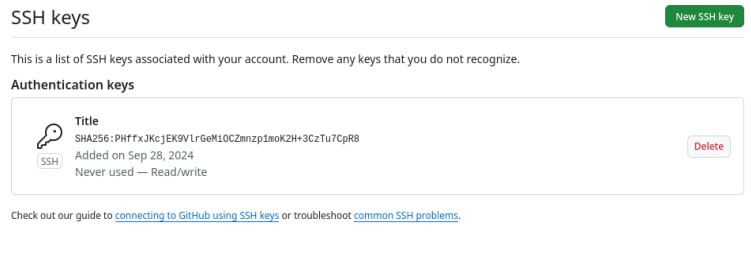 SSH keys
New SSH key
This is a list of SSH keys associated with your account. Remove any keys that you do not recognize.
Authentication keys
Title
SHA256:PHffxJKcjEK9VlrGeMiOCZmnzp1moK2H+3CzTu7CpR8
SSH
Added on Sep 28, 2024
Never used — Read/write
Delete
Check out our guide to connecting to GitHub using SSH keys or troubleshoot common SSH problems.